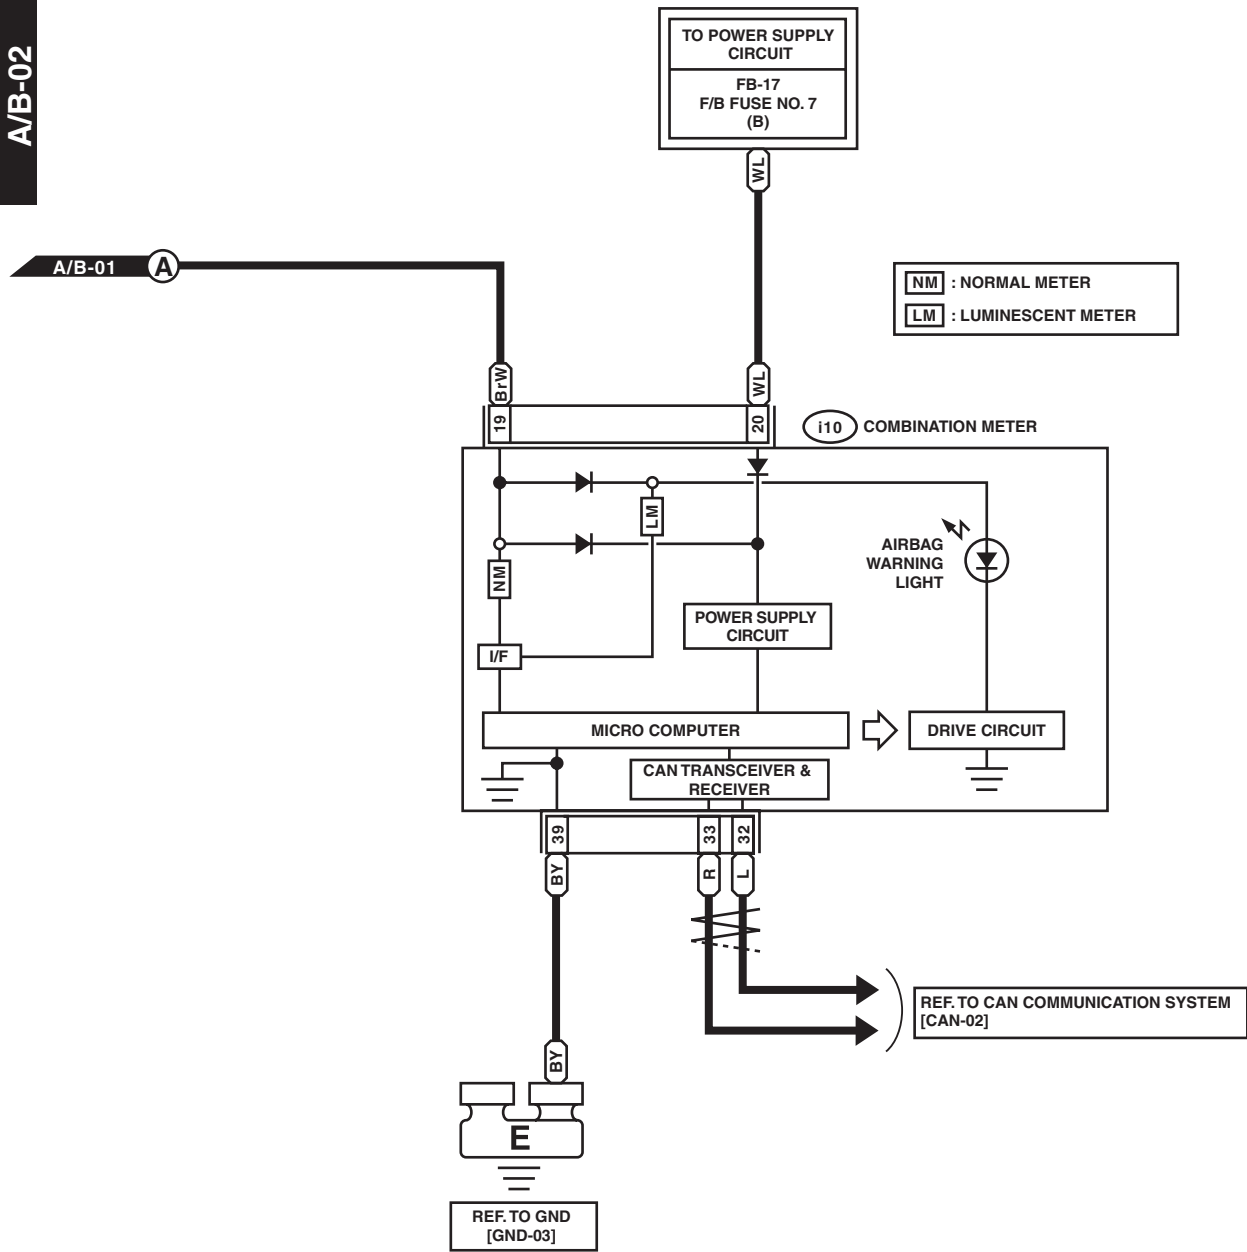 A/B-02
TO POWER SUPPLY
CIRCUIT
FB-17
F/B FUSE NO. 7
(B)
WL
A/B-01
A
NM : NORMAL METER
LM : LUMINESCENT METER
BrW
WL
19
20
i10 COMBINATION METER
LM
NM
AIRBAG
WARNING
LIGHT
POWER SUPPLY
CIRCUIT
I/F
MICRO COMPUTER
DRIVE CIRCUIT
CAN TRANSCEIVER &
RECEIVER
39
33
32
BY
R
L
REF. TO CAN COMMUNICATION SYSTEM
[CAN-02]
BY
E
REF. TO GND
[GND-03]